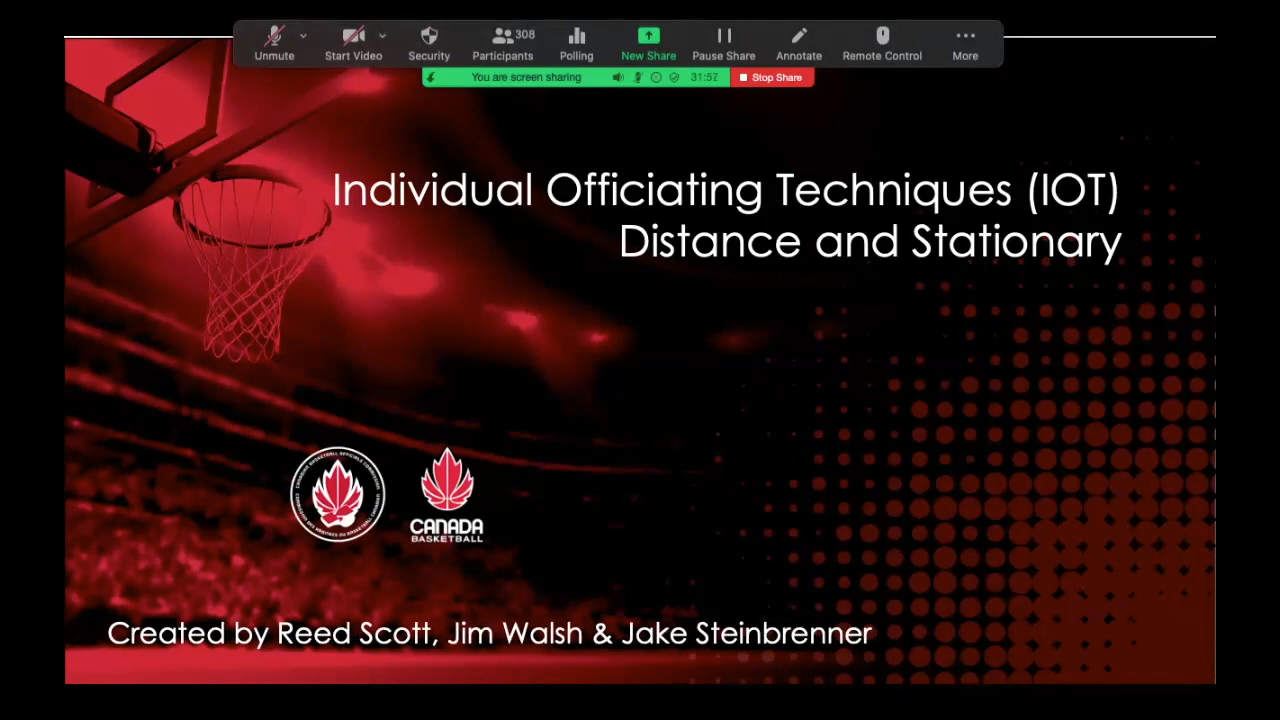 Unmute
Start Video
Security
308
Participants
Polling
New Share
Pause Share
Annotate
Remote Control
More
You are screen sharing
31:57
Stop Share
Individual Officiating Techniques (IOT)
Distance and Stationary
CANADA
BASKETBALL
Created by Reed Scott, Jim Walsh & Jake Steinbrenner